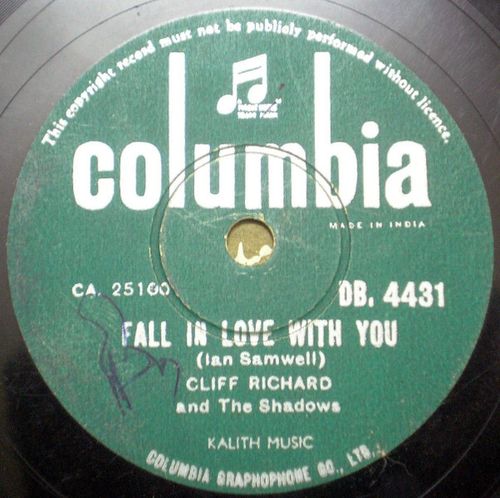 This copyright record must not be publicly performed without licence.
columbia
MADE IN INDIA
CA. 25160
DB. 4431
FALL IN LOVE WITH YOU
(Ian Samwell)
CLIFF RICHARD
and The Shadows
KALITH MUSIC
COLUMBIA GRAPHOPHONE CO., LTD.,